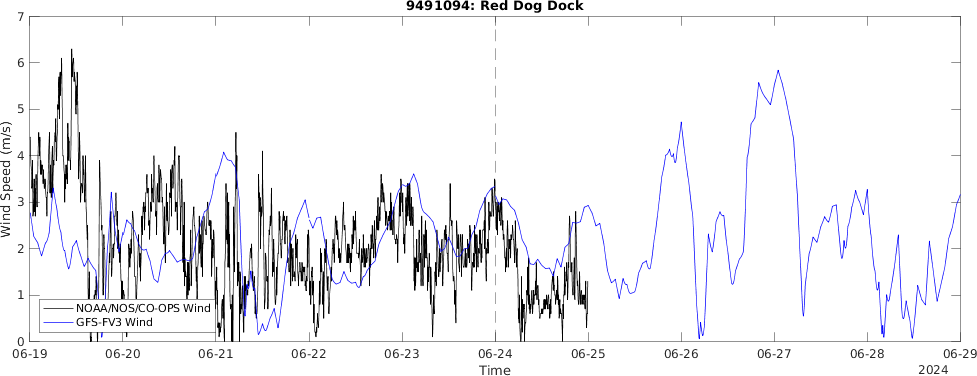 9491094: Red Dog Dock
Wind Speed (m/s)
7
6
5
4
3
2
1
0
NOAA/NOS/CO-OPS Wind
GFS-FV3 Wind
06-19 06-20 06-21 06-22 06-23 06-24 06-25 06-26 06-27 06-28 06-29
Time
2024